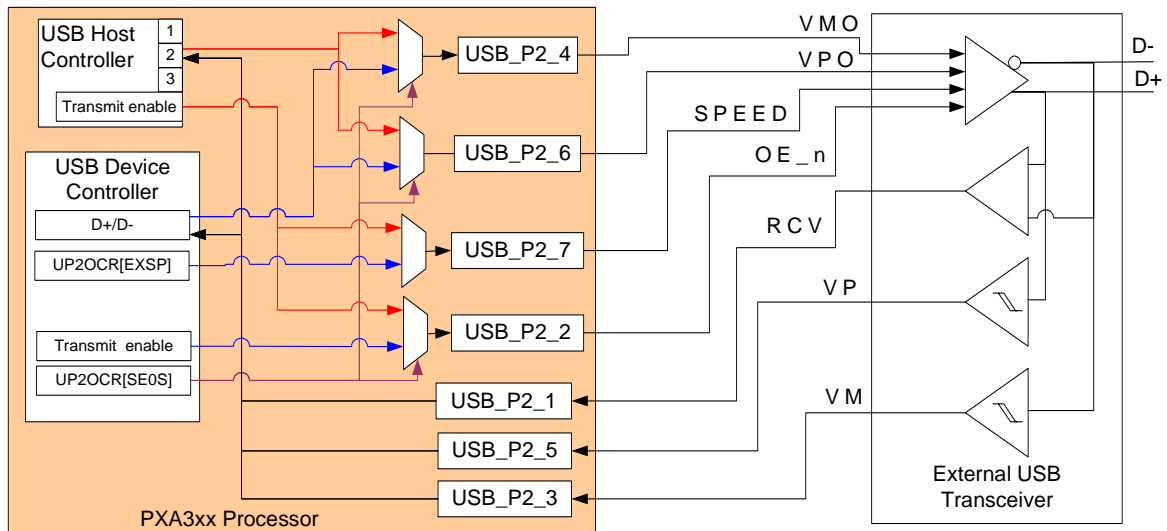 USB Host
Controller
1
2
3
Transmit enable
USB Device
Controller
D+/D-
UP2OCR[EXSP]
Transmit enable
UP2OCR[SE0S]
USB_P2_4
USB_P2_6
USB_P2_7
USB_P2_2
USB_P2_1
USB_P2_5
USB_P2_3
PXA3xx Processor
VMO
VPO
SPEED
OE_n
RCV
VP
VM
D-
D+
External USB
Transceiver